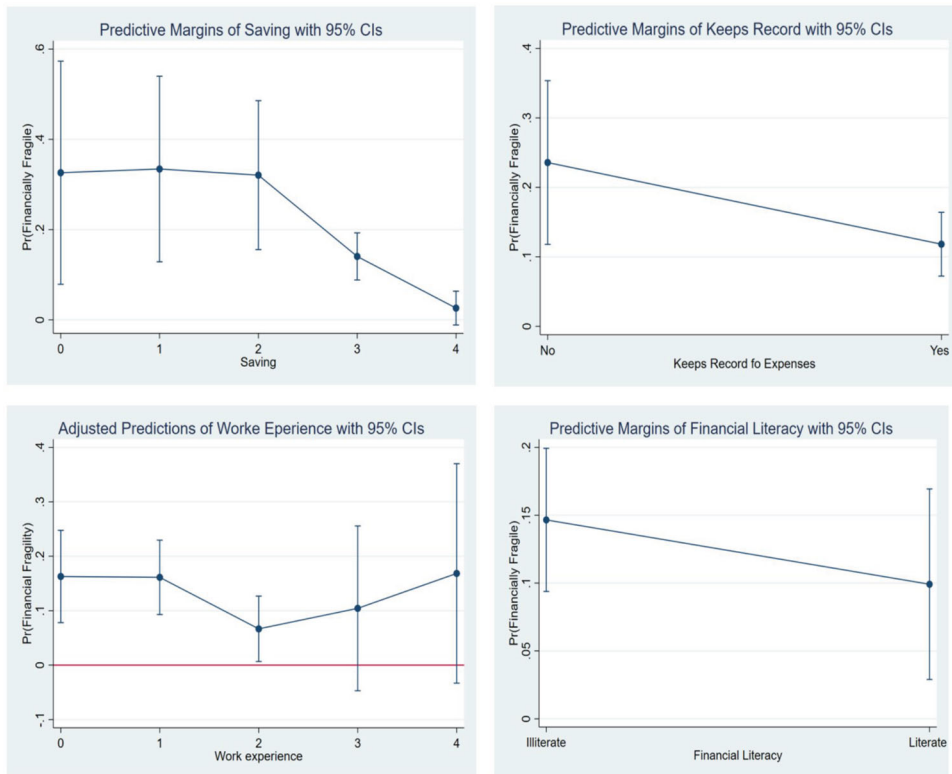 Predictive Margins of Saving with 95% CIs
Pr(Financially Fragile)
.6
.4
.2
0
0 1 2 3 4
Saving
Predictive Margins of Keeps Record with 95% CIs
Pr(Financially Fragile)
.4
.3
.2
.1
0
No Yes
Keeps Record fo Expenses
Adjusted Predictions of Worke Eperience with 95% CIs
Pr(Financial Fragility)
.4
.3
.2
.1
0
-.1
0 1 2 3 4
Work experience
Predictive Margins of Financial Literacy with 95% CIs
Pr(Financially Fragile)
.2
.15
.1
.05
0
Illiterate Literate
Financial Literacy